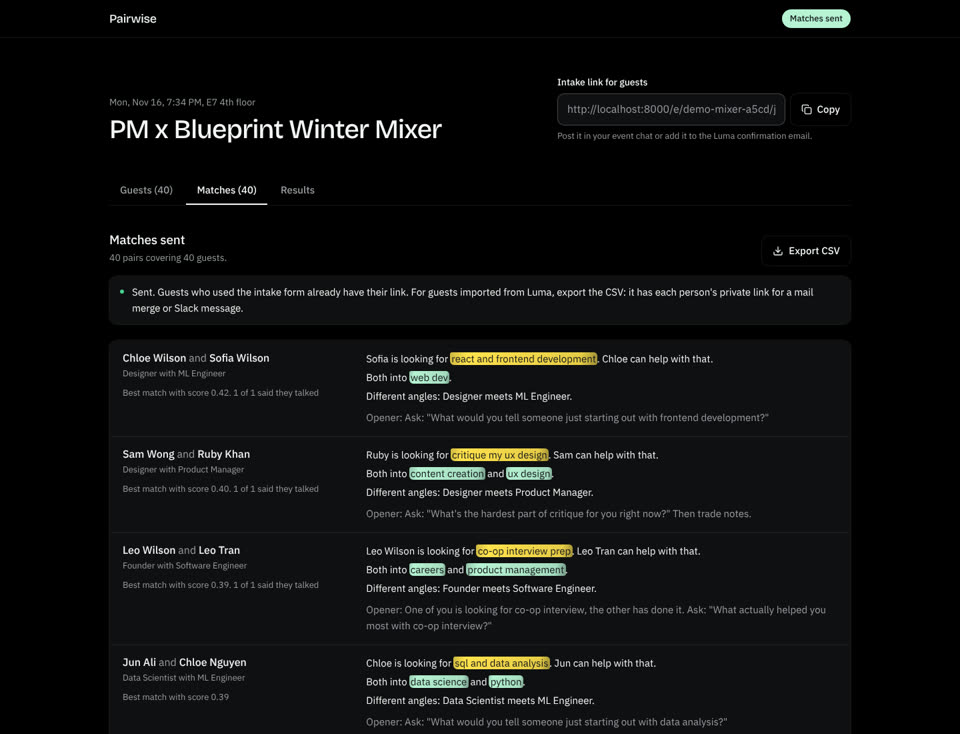 Pairwise
Matches sent
Intake link for guests
Mon, Nov 16, 7:34 PM, E7 4th floor
http://localhost:8000/e/demo-mixer-a5cd/j
Copy
PM x Blueprint Winter Mixer
Post it in your event chat or add it to the Luma confirmation email.
Guests (40)
Matches (40)
Results
Matches sent
40 pairs covering 40 guests.
Export CSV
Sent. Guests who used the intake form already have their link. For guests imported from Luma, export the CSV: it has each person's private link for a mail
merge or Slack message.
Chloe Wilson and Sofia Wilson
Designer with ML Engineer
Best match with score 0.42. 1 of 1 said they talked
Sofia is looking for react and frontend development. Chloe can help with that.
Both into web dev.
Different angles: Designer meets ML Engineer.
Opener: Ask: "What would you tell someone just starting out with frontend development?"
Sam Wong and Ruby Khan
Designer with Product Manager
Best match with score 0.40. 1 of 1 said they talked
Ruby is looking for critique my ux design. Sam can help with that.
Both into content creation and ux design.
Different angles: Designer meets Product Manager.
Opener: Ask: "What's the hardest part of critique for you right now?" Then trade notes.
Leo Wilson and Leo Tran
Founder with Software Engineer
Best match with score 0.39. 1 of 1 said they talked
Leo Wilson is looking for co-op interview prep. Leo Tran can help with that.
Both into careers and product management.
Different angles: Founder meets Software Engineer.
Opener: One of you is looking for co-op interview, the other has done it. Ask: "What actually helped you
most with co-op interview?"
Jun Ali and Chloe Nguyen
Data Scientist with ML Engineer
Best match with score 0.39
Chloe is looking for sql and data analysis. Jun can help with that.
Both into data science and python.
Different angles: Data Scientist meets ML Engineer.
Opener: Ask: "What would you tell someone just starting out with data analysis?"